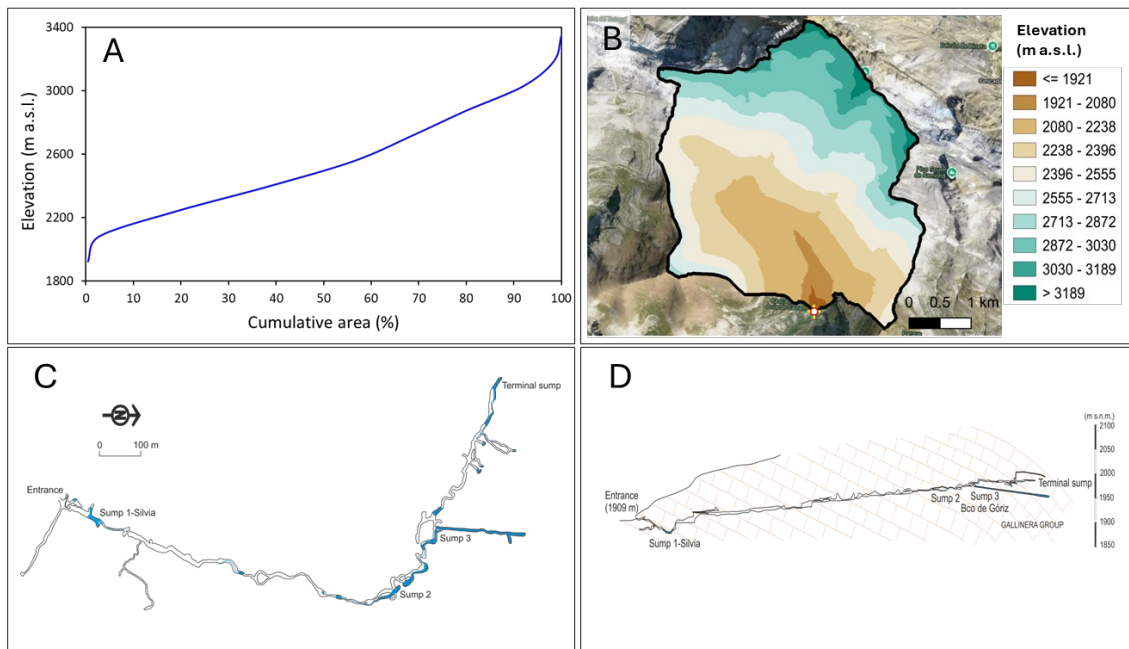 A
3400
3000
2600
2200
1800
Elevation (m a.s.l.)
0 10 20 30 40 50 60 70 80 90 100
Cumulative area (%)
B
FRANCE
0 0.5 1 km
Elevation
(m a.s.l.)
<= 1921
1921 - 2080
2080 - 2238
2238 - 2396
2396 - 2555
2555 - 2713
2713 - 2872
2872 - 3030
3030 - 3189
> 3189
C
N
0 100 m
Terminal sump
Entrance
Sump 1-Silvia
Sump 3
Sump 2
D
(m s.n.m.)
2100
2050
2000
1950
1900
1850
Terminal sump
Entrance
(1909 m)
Sump 2
Sump 3
Bco de Góriz
GALLINERA GROUP
Sump 1-Silvia